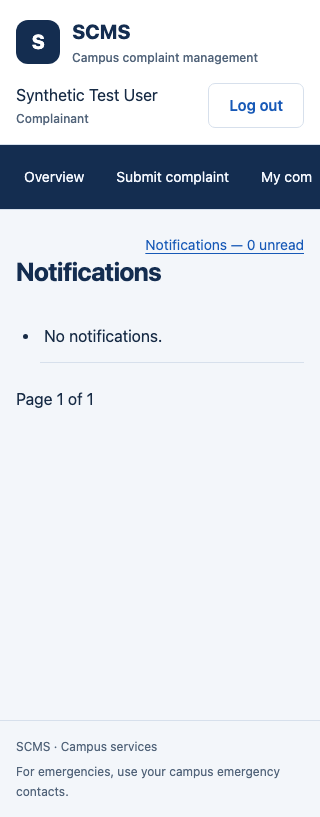 S
SCMS
Campus complaint management
Synthetic Test User
Complainant
Log out
Overview Submit complaint My com
Notifications — 0 unread
Notifications
• No notifications.
Page 1 of 1
SCMS · Campus services
For emergencies, use your campus emergency
contacts.